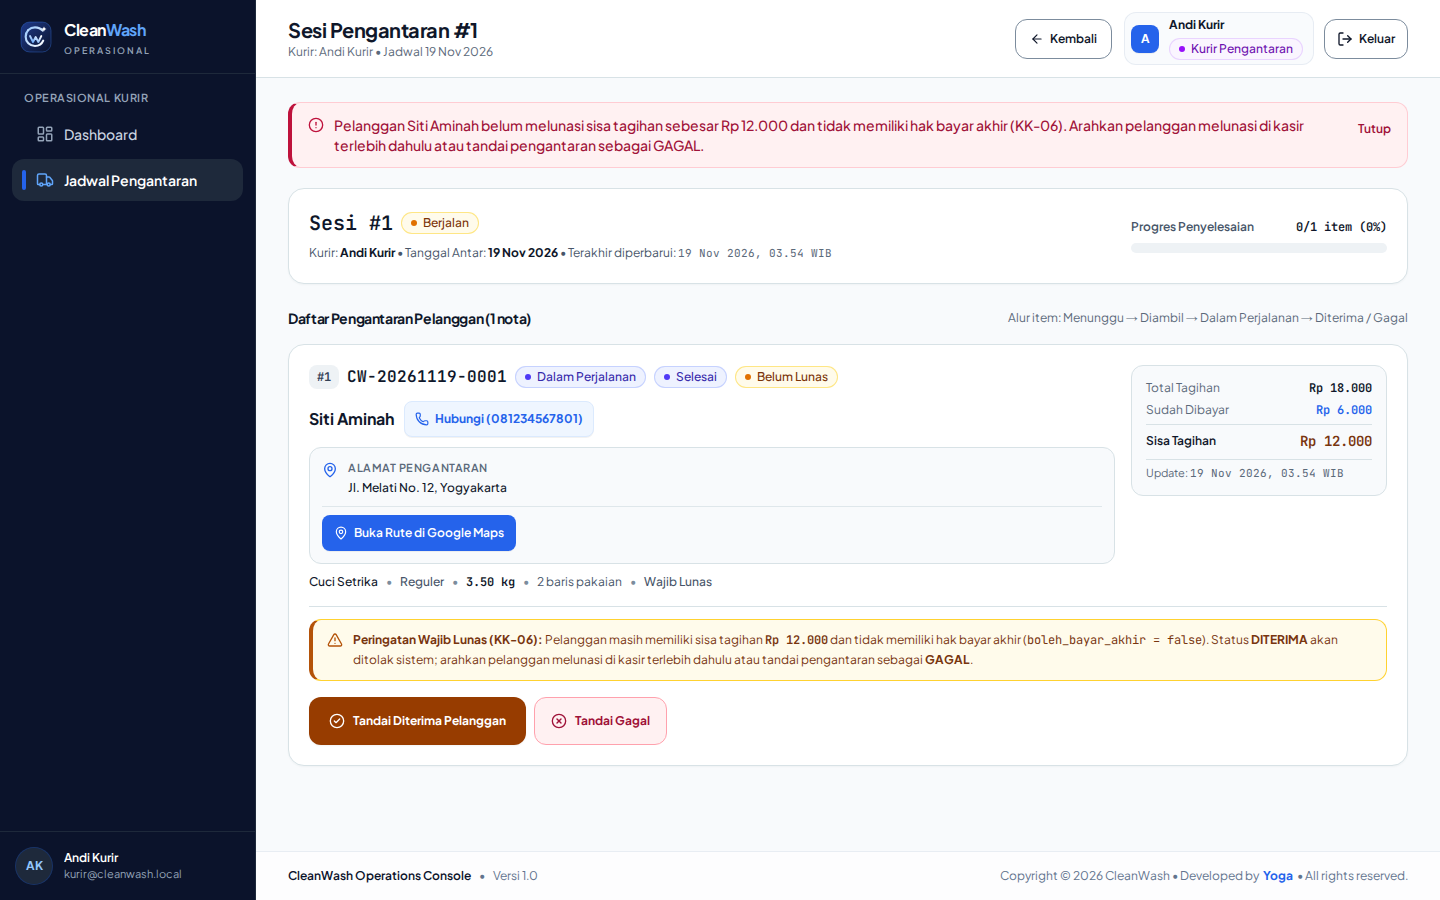 CleanWash
OPERASIONAL
OPERASIONAL KURIR
Dashboard
Jadwal Pengantaran
AK
Andi Kurir
kurir@cleanwash.local
Sesi Pengantaran #1
Kurir: Andi Kurir • Jadwal 19 Nov 2026
Kembali
A
Andi Kurir
Kurir Pengantaran
Keluar
Pelanggan Siti Aminah belum melunasi sisa tagihan sebesar Rp 12.000 dan tidak memiliki hak bayar akhir (KK-06). Arahkan pelanggan melunasi di kasir
terlebih dahulu atau tandai pengantaran sebagai GAGAL.
Tutup
Sesi #1
Berjalan
Kurir: Andi Kurir • Tanggal Antar: 19 Nov 2026 • Terakhir diperbarui: 19 Nov 2026, 03.54 WIB
Progres Penyelesaian
0/1 item (0%)
Daftar Pengantaran Pelanggan (1 nota)
Alur item: Menunggu → Diambil → Dalam Perjalanan → Diterima / Gagal
#1
CW-20261119-0001
Dalam Perjalanan
Selesai
Belum Lunas
Siti Aminah
Hubungi (081234567801)
ALAMAT PENGANTARAN
Jl. Melati No. 12, Yogyakarta
Buka Rute di Google Maps
Cuci Setrika • Reguler • 3.50 kg • 2 baris pakaian • Wajib Lunas
Total Tagihan Rp 18.000
Sudah Dibayar Rp 6.000
Sisa Tagihan Rp 12.000
Update: 19 Nov 2026, 03.54 WIB
Peringatan Wajib Lunas (KK-06): Pelanggan masih memiliki sisa tagihan Rp 12.000 dan tidak memiliki hak bayar akhir (boleh_bayar_akhir = false). Status DITERIMA akan
ditolak sistem; arahkan pelanggan melunasi di kasir terlebih dahulu atau tandai pengantaran sebagai GAGAL.
Tandai Diterima Pelanggan
Tandai Gagal
CleanWash Operations Console • Versi 1.0
Copyright © 2026 CleanWash • Developed by Yoga • All rights reserved.